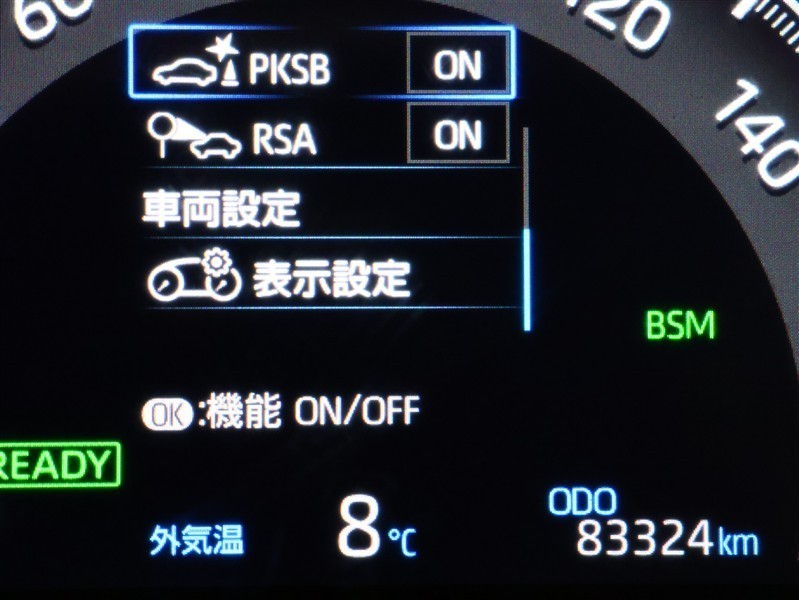 60
120
140
PKSB ON
RSA ON
車両設定
表示設定
BSM
OK :機能 ON/OFF
READY
ODO
外気温 8℃ 83324km